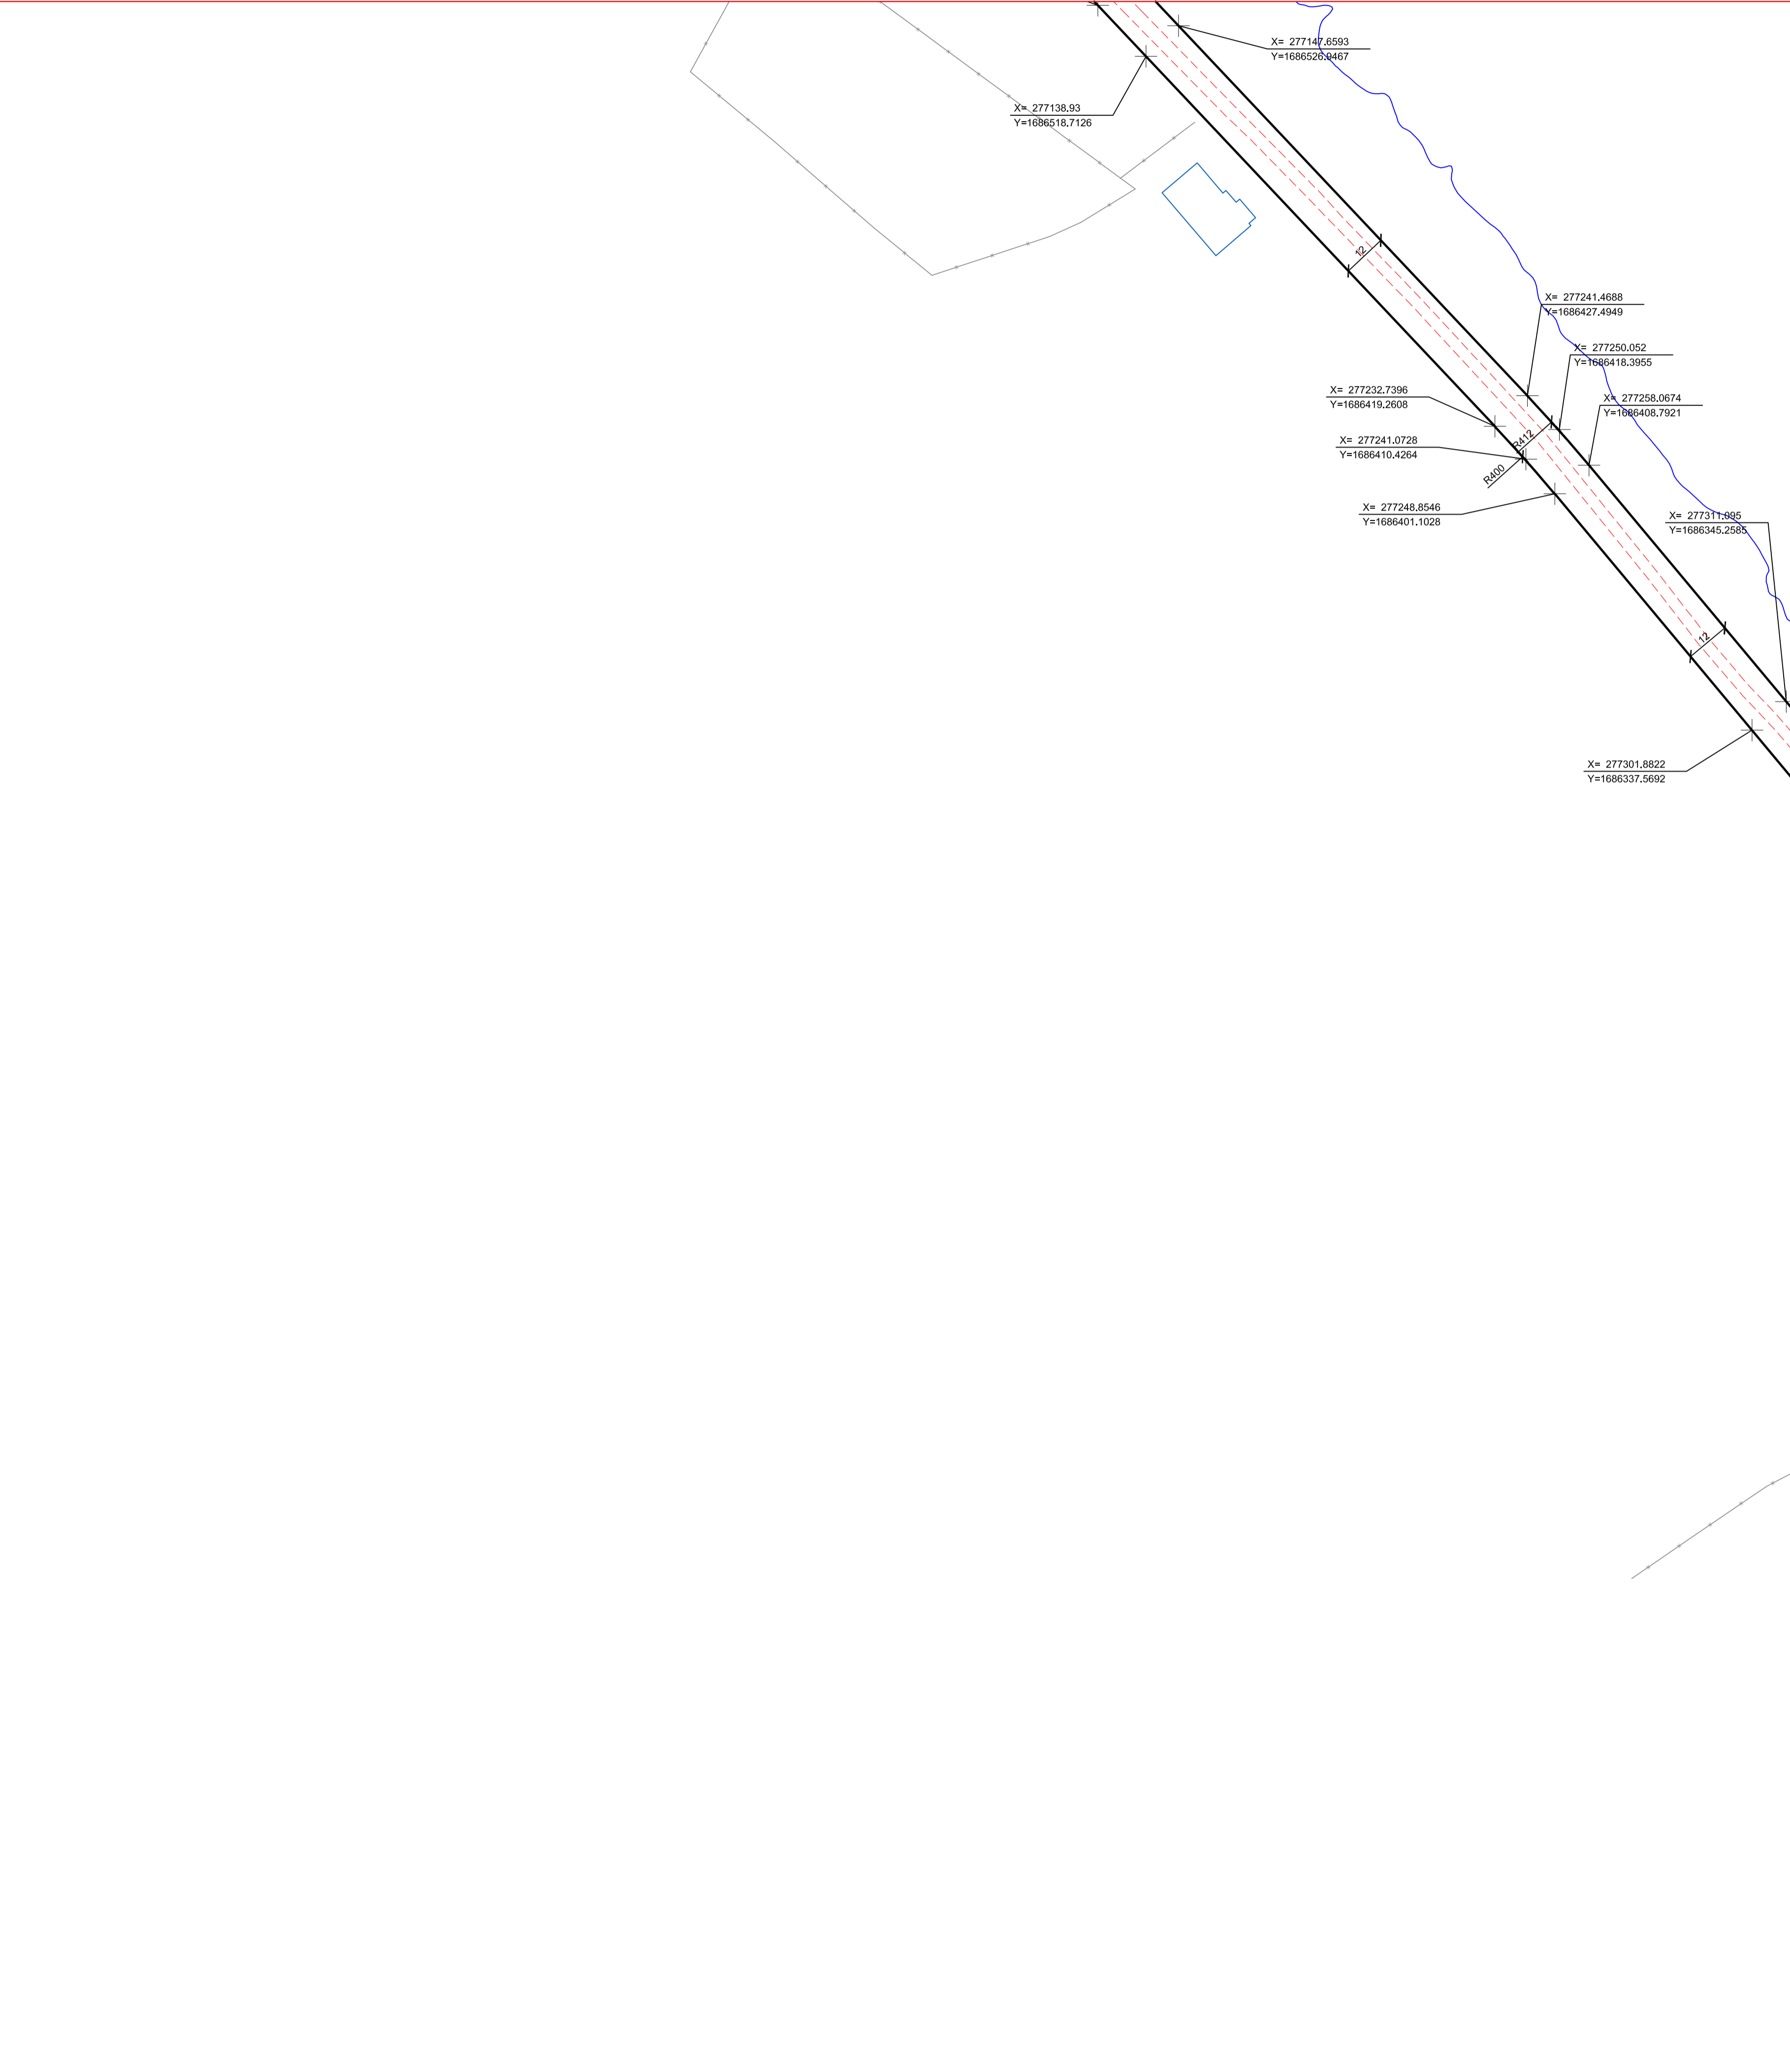 X= 277147.6593
Y=1686526.9467
X= 277138.93
Y=1686518.7126
12
X= 277241.4688
Y=1686427.4949
X= 277250.052
Y=1686418.3955
X= 277232.7396
Y=1686419.2608
X= 277258.0674
Y=1686408.7921
R412
X= 277241.0728
Y=1686410.4264
R400
X= 277248.8546
Y=1686401.1028
X= 277311.095
Y=1686345.2585
12
X= 277301.8822
Y=1686337.5692